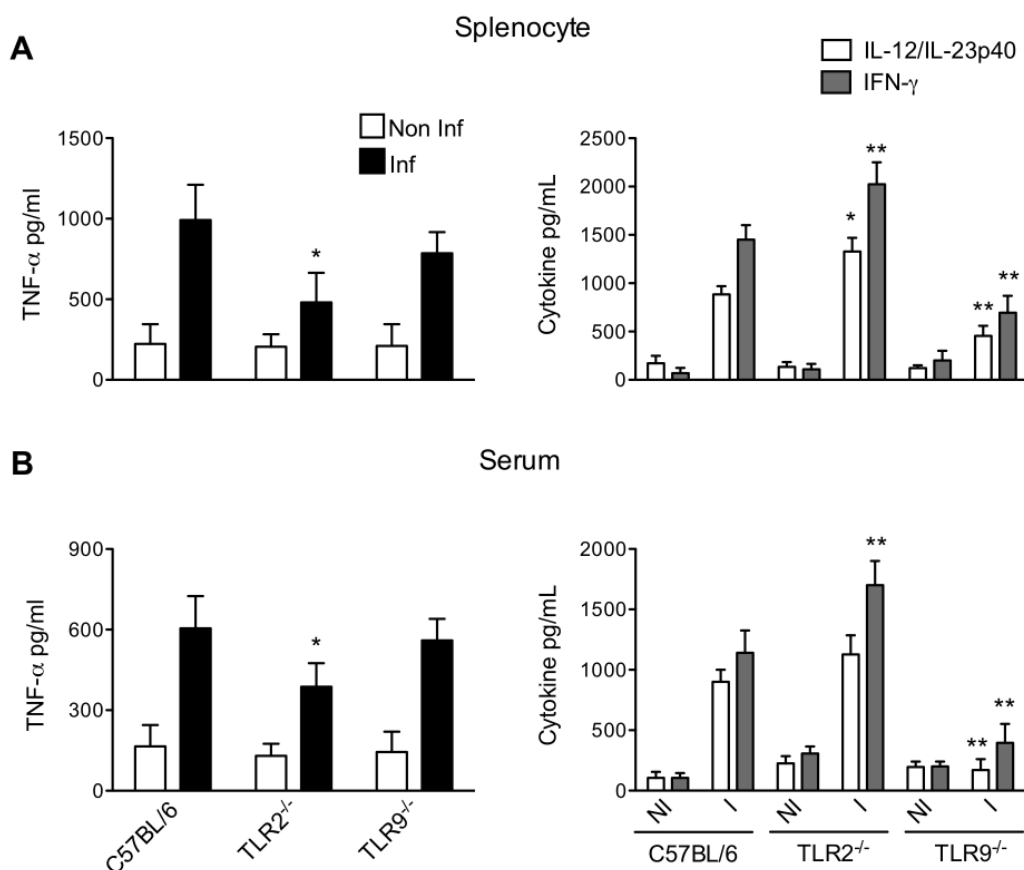 Splenocyte
A
IL-12/IL-23p40
IFN-γ
Non Inf
Inf
TNF-α pg/ml
1500
1000
500
0
*
Cytokine pg/mL
2500
2000
1500
1000
500
0
*
**
**
**
B
Serum
TNF-α pg/ml
900
600
300
0
*
C57BL/6
TLR2-/-
TLR9-/-
Cytokine pg/mL
2000
1500
1000
500
0
**
**
**
NI I NI I NI I
C57BL/6 TLR2-/- TLR9-/-